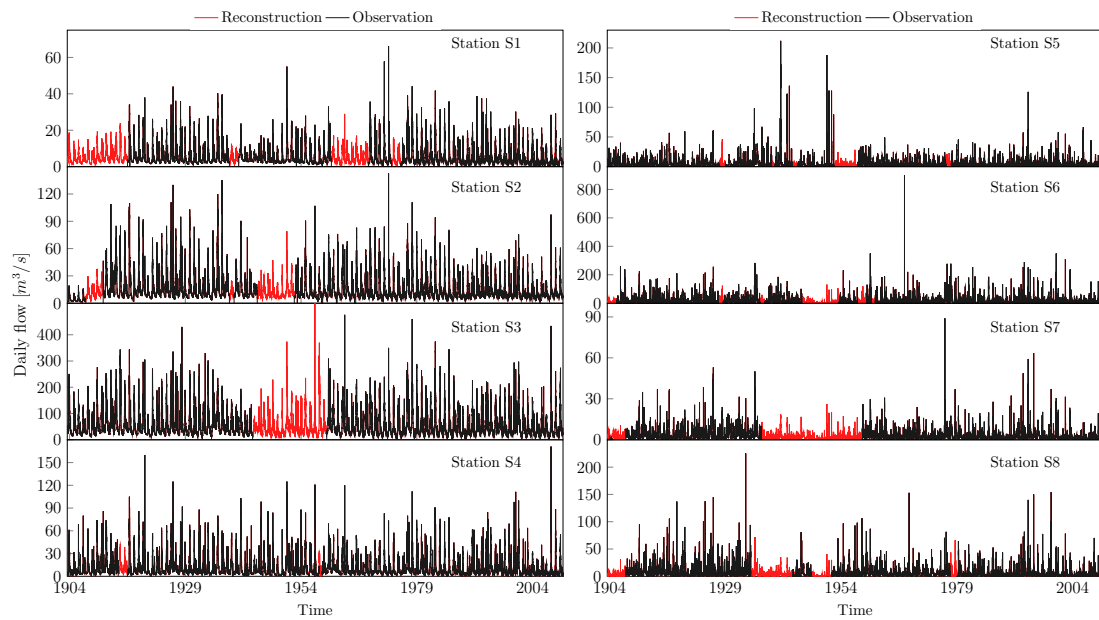 Reconstruction Observation
Station S1
60
40
20
0
Station S2
120
90
60
30
0
Station S3
400
300
200
100
0
Station S4
150
120
90
60
30
0
1904 1929 1954 1979 2004
Time
Daily flow [m³/s]
Reconstruction Observation
Station S5
200
150
100
50
0
Station S6
800
600
400
200
0
Station S7
90
60
30
0
Station S8
200
150
100
50
0
1904 1929 1954 1979 2004
Time